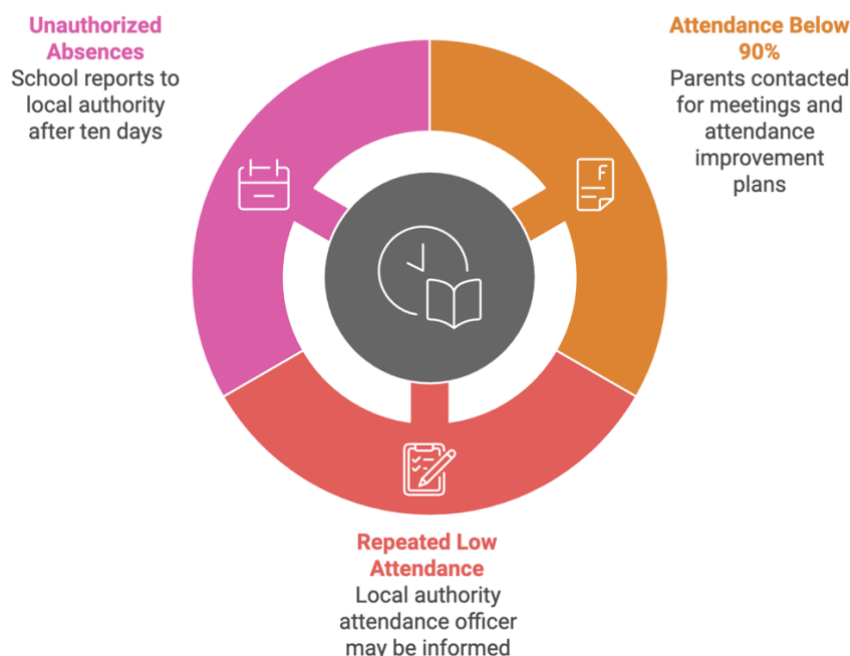 Unauthorized
Absences
School reports to
local authority
after ten days
Attendance Below
90%
Parents contacted
for meetings and
attendance
improvement
plans
F
Repeated Low
Attendance
Local authority
attendance officer
may be informed